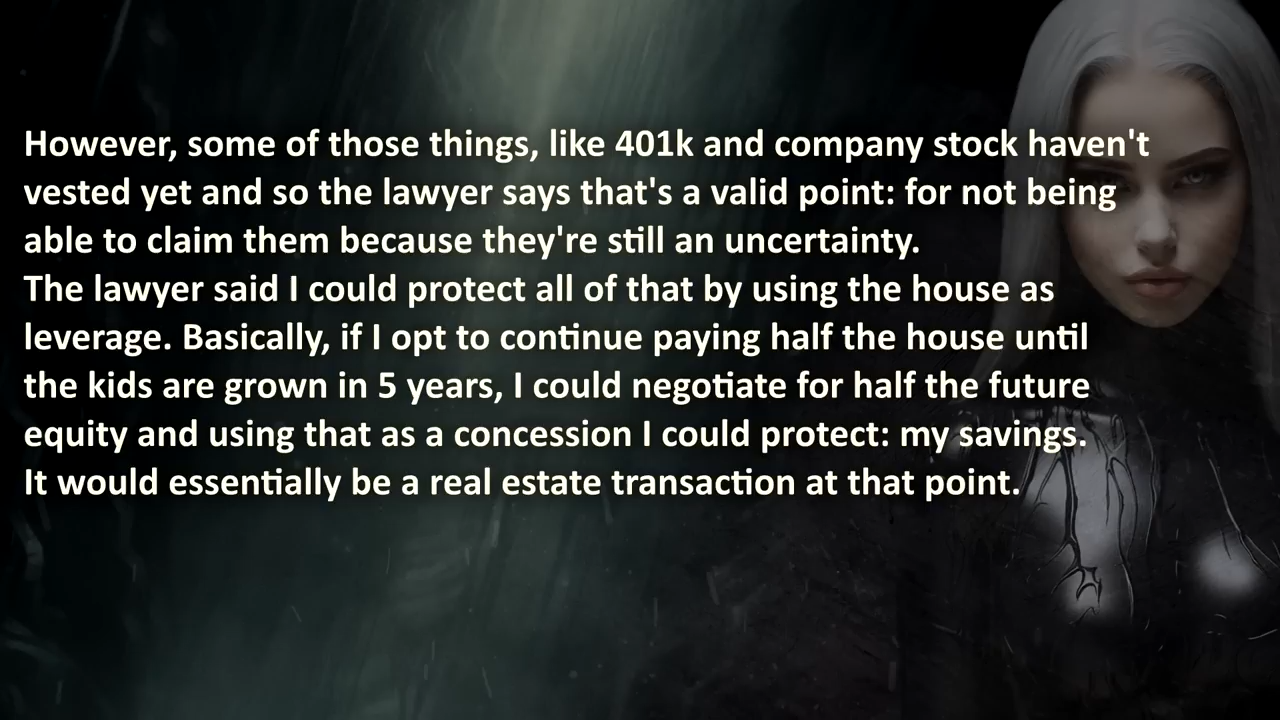 However, some of those things, like 401k and company stock haven't
vested yet and so the lawyer says that's a valid point: for not being
able to claim them because they're still an uncertainty.
The lawyer said I could protect all of that by using the house as
leverage. Basically, if I opt to continue paying half the house until
the kids are grown in 5 years, I could negotiate for half the future
equity and using that as a concession I could protect: my savings.
It would essentially be a real estate transaction at that point.